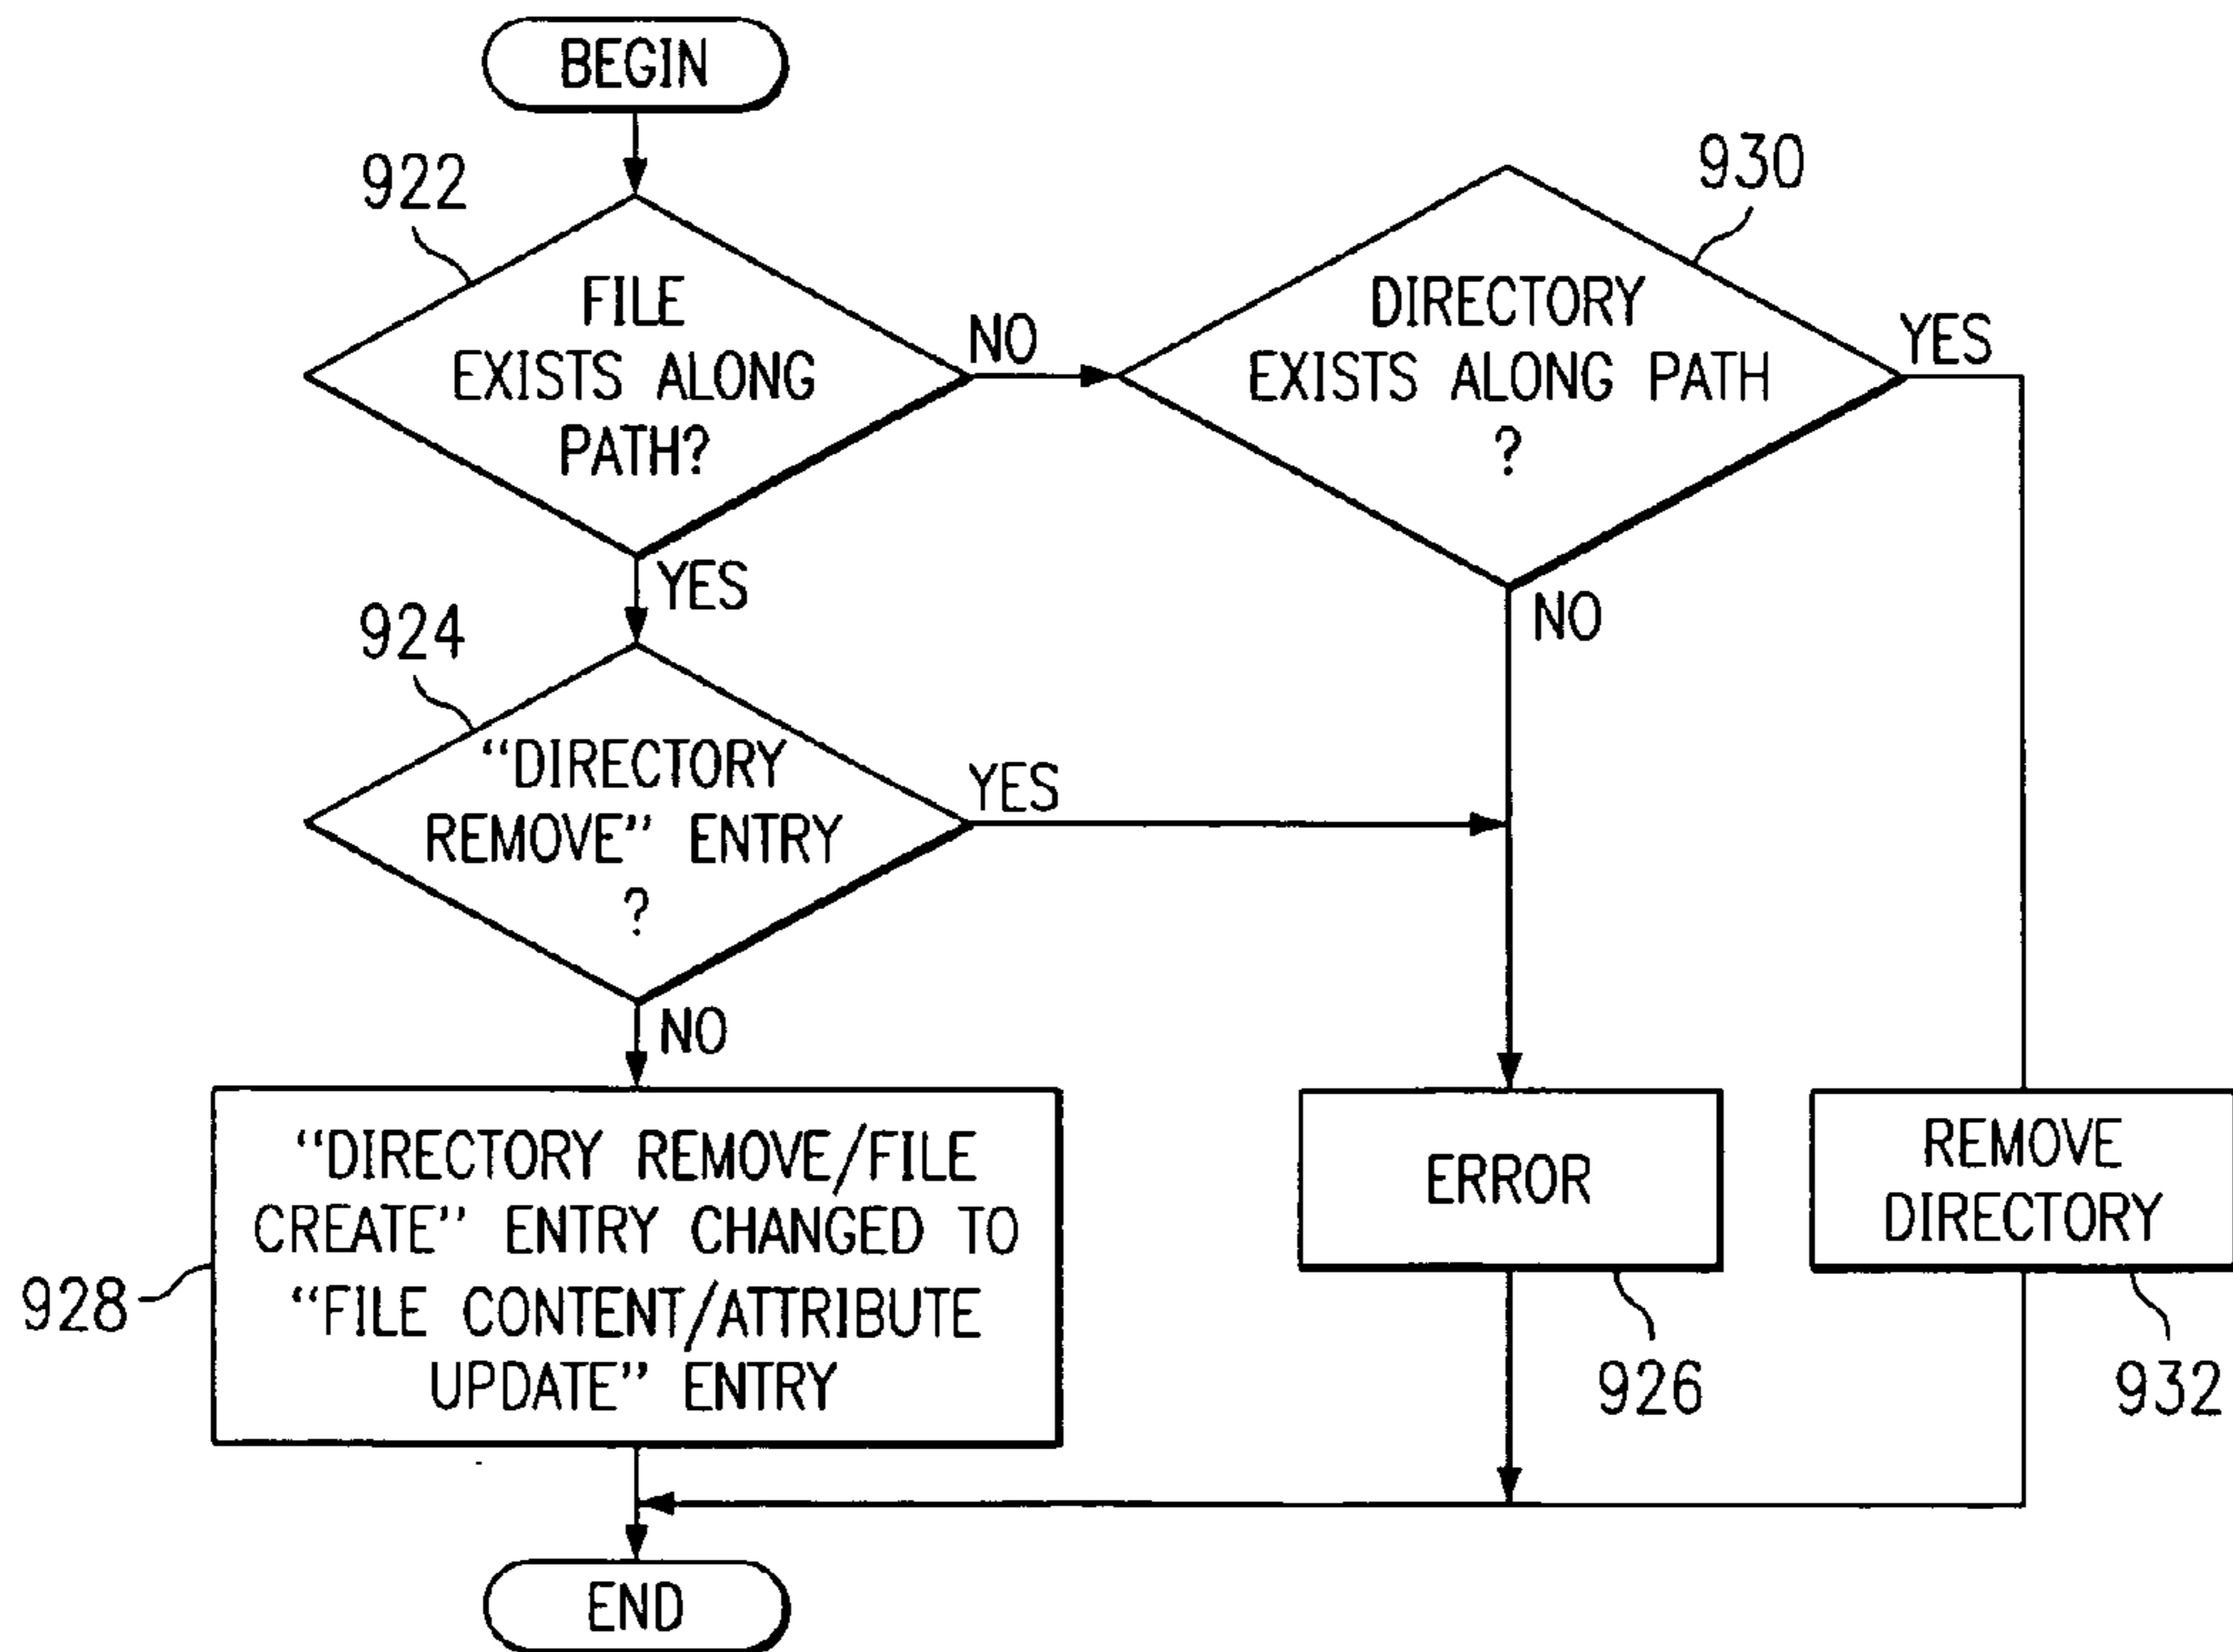 BEGIN
922
FILE
EXISTS ALONG
PATH?
NO
930
DIRECTORY
EXISTS ALONG PATH
?
YES
YES
NO
924
“DIRECTORY
REMOVE” ENTRY
?
YES
NO
“DIRECTORY REMOVE/FILE
CREATE” ENTRY CHANGED TO
“FILE CONTENT/ATTRIBUTE
UPDATE” ENTRY
928
ERROR
926
REMOVE
DIRECTORY
932
END